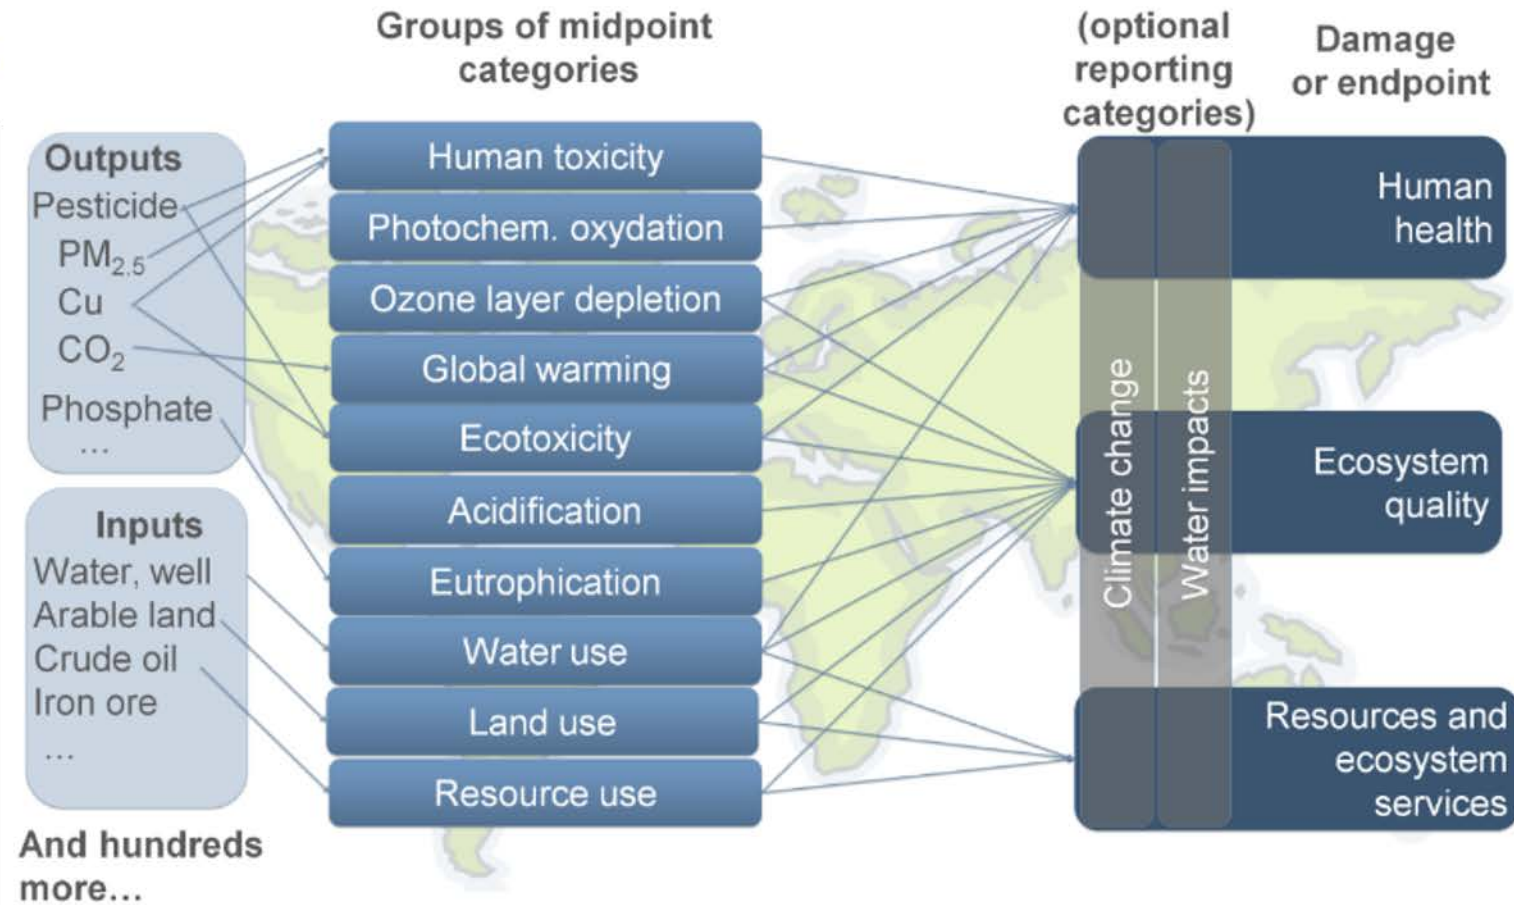 Groups of midpoint
categories
(optional
reporting
categories)
Damage
or endpoint
Outputs
Pesticide
PM2,5
Cu
CO2
Phosphate
...
Inputs
Water, well
Arable land
Crude oil
Iron ore
...
And hundreds
more...
Human toxicity
Photochem. oxydation
Ozone layer depletion
Global warming
Ecotoxicity
Acidification
Eutrophication
Water use
Land use
Resource use
Climate change
Water impacts
Human
health
Ecosystem
quality
Resources and
ecosystem
services